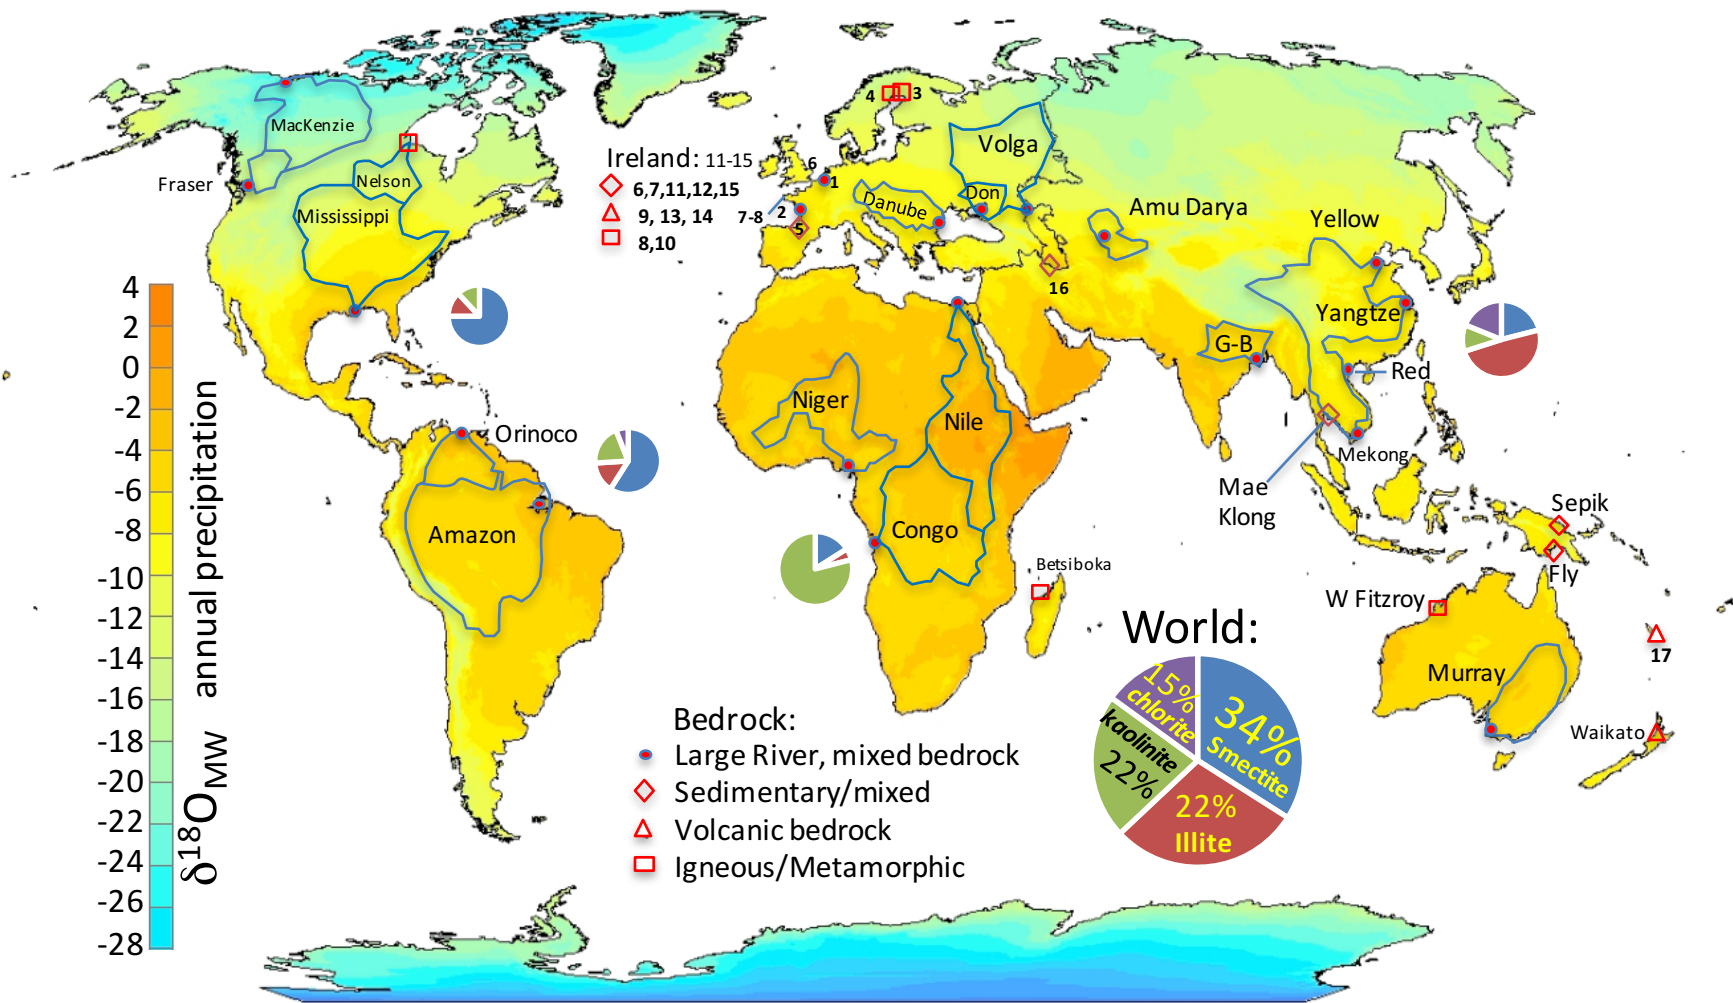 MacKenzie
Fraser
Nelson
Mississippi
Orinoco
Amazon
Ireland: 11-15
6,7,11,12,15
9, 13, 14
8,10
4
3
6
1
2
7-8
5
Volga
Don
Danube
Amu Darya
16
Yellow
Yangtze
G-B
Red
Mekong
Mae
Klong
Niger
Nile
Congo
Betsiboka
Sepik
Fly
W Fitzroy
Murray
17
Waikato
4
2
0
-2
-4
-6
-8
-10
-12
-14
-16
-18
-20
-22
-24
-26
-28
δ18OMW annual precipitation
Bedrock:
Large River, mixed bedrock
Sedimentary/mixed
Volcanic bedrock
Igneous/Metamorphic
World:
15%
chlorite
34%
Smectite
kaolinite
22%
22%
Illite